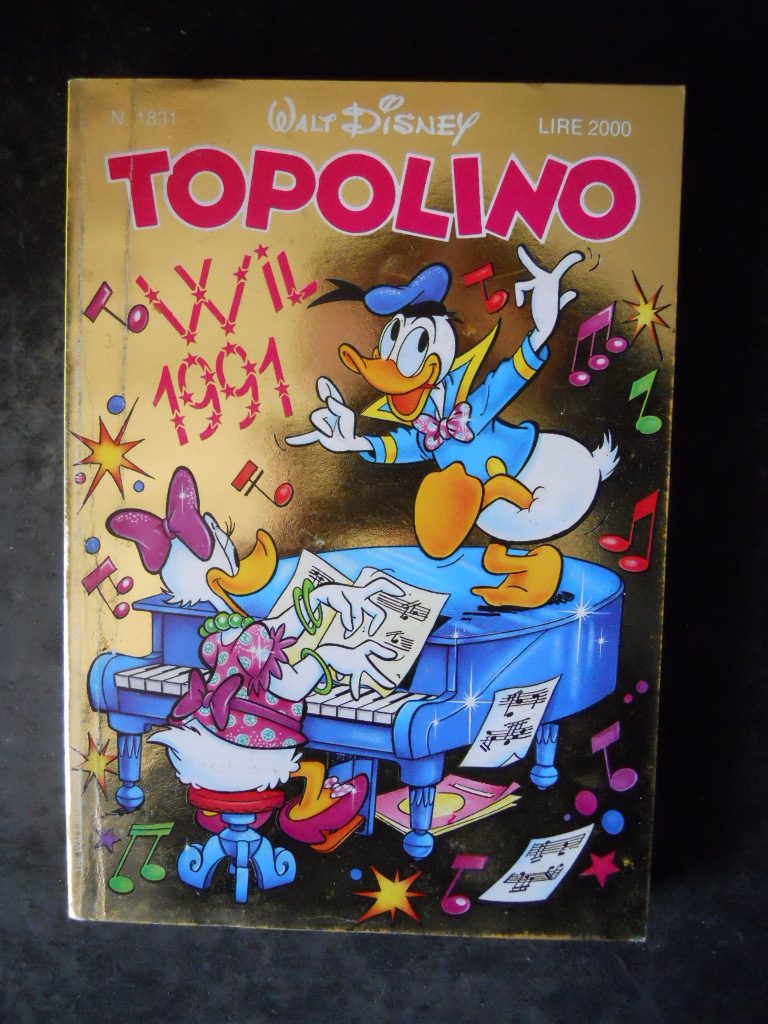 N. 1831
WALT DISNEY
LIRE 2000
TOPOLINO
W IL
1991